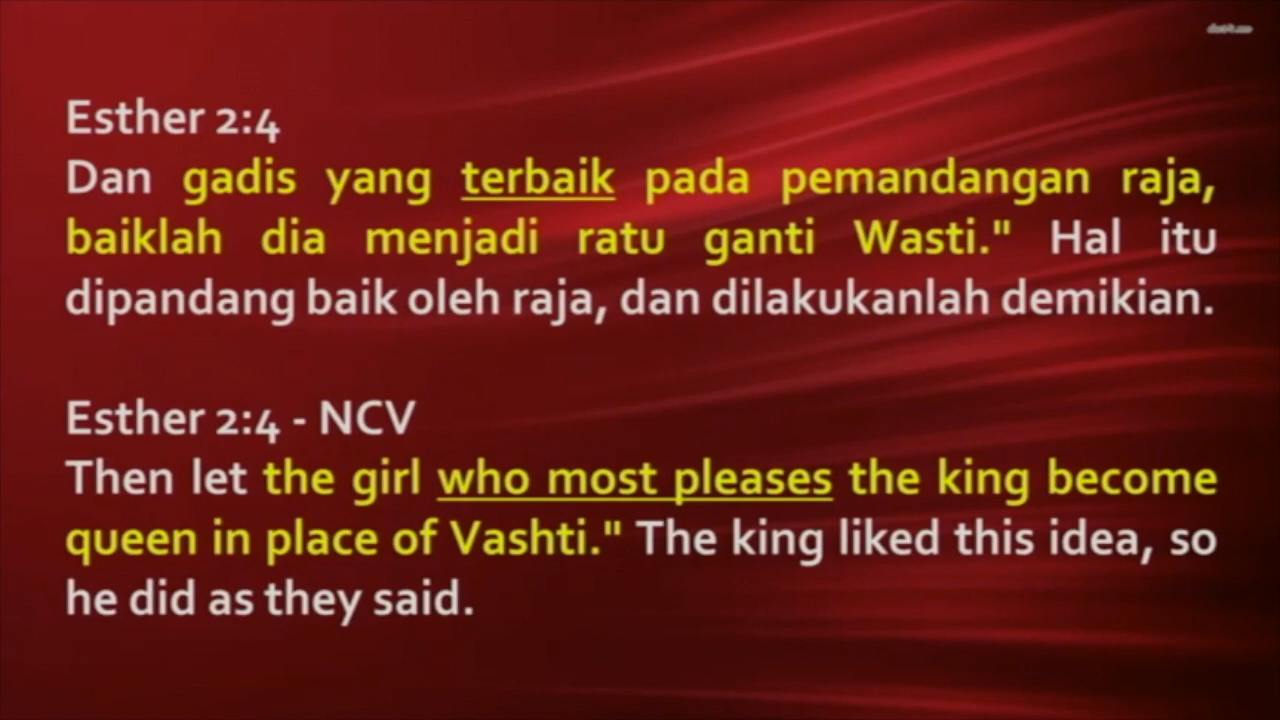 Esther 2:4
Dan gadis yang terbaik pada pemandangan raja,
baiklah dia menjadi ratu ganti Wasti." Hal itu
dipandang baik oleh raja, dan dilakukanlah demikian.
Esther 2:4 - NCV
Then let the girl who most pleases the king become
queen in place of Vashti." The king liked this idea, so
he did as they said.